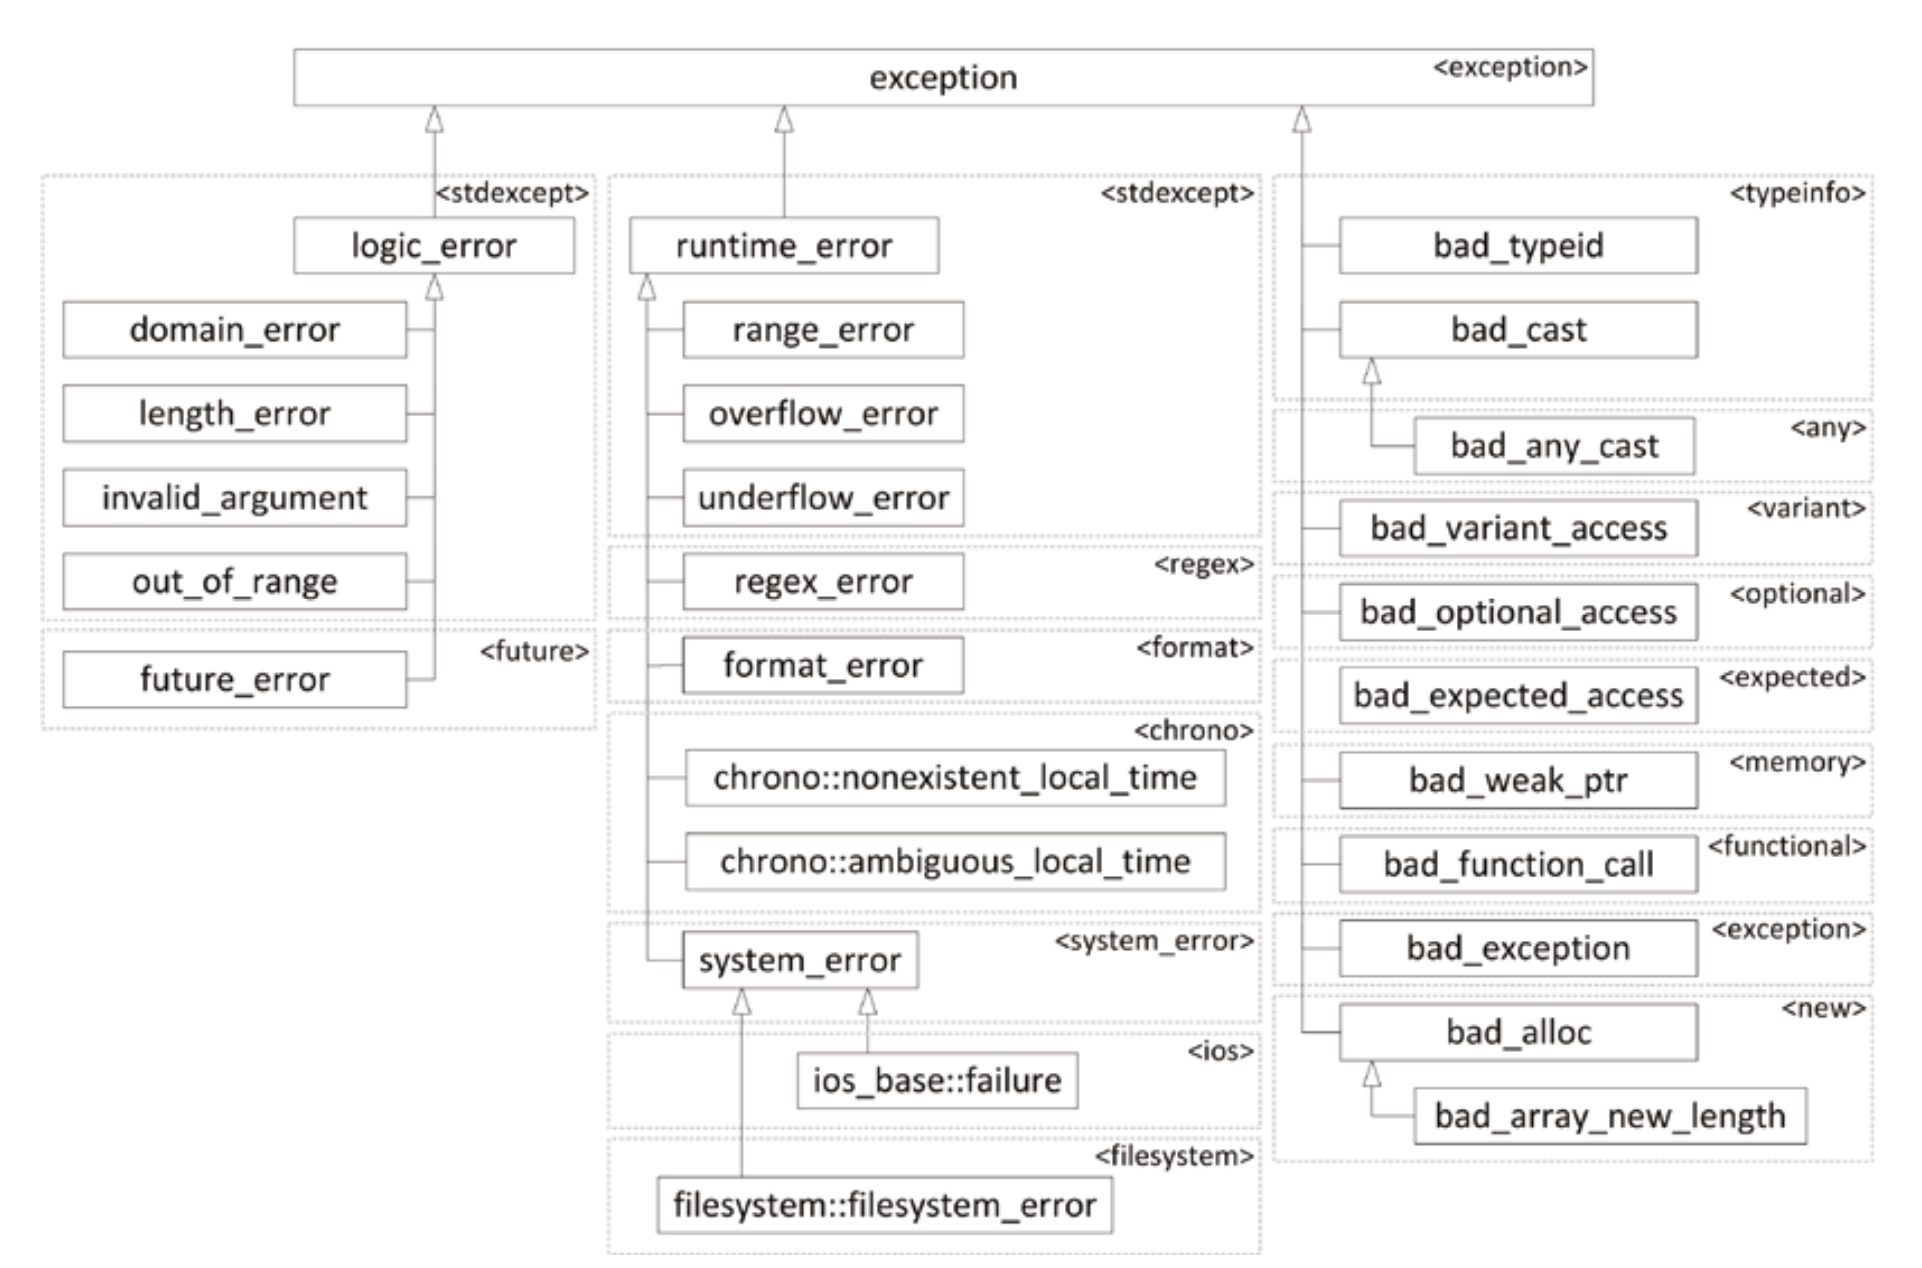 exception
<exception>
<stdexcept>
logic_error
domain_error
length_error
invalid_argument
out_of_range
<future>
future_error
<stdexcept>
runtime_error
range_error
overflow_error
underflow_error
<regex>
regex_error
<format>
format_error
<chrono>
chrono::nonexistent_local_time
chrono::ambiguous_local_time
<system_error>
system_error
<ios>
ios_base::failure
<filesystem>
filesystem::filesystem_error
<typeinfo>
bad_typeid
bad_cast
<any>
bad_any_cast
<variant>
bad_variant_access
<optional>
bad_optional_access
<expected>
bad_expected_access
<memory>
bad_weak_ptr
<functional>
bad_function_call
<exception>
bad_exception
<new>
bad_alloc
bad_array_new_length